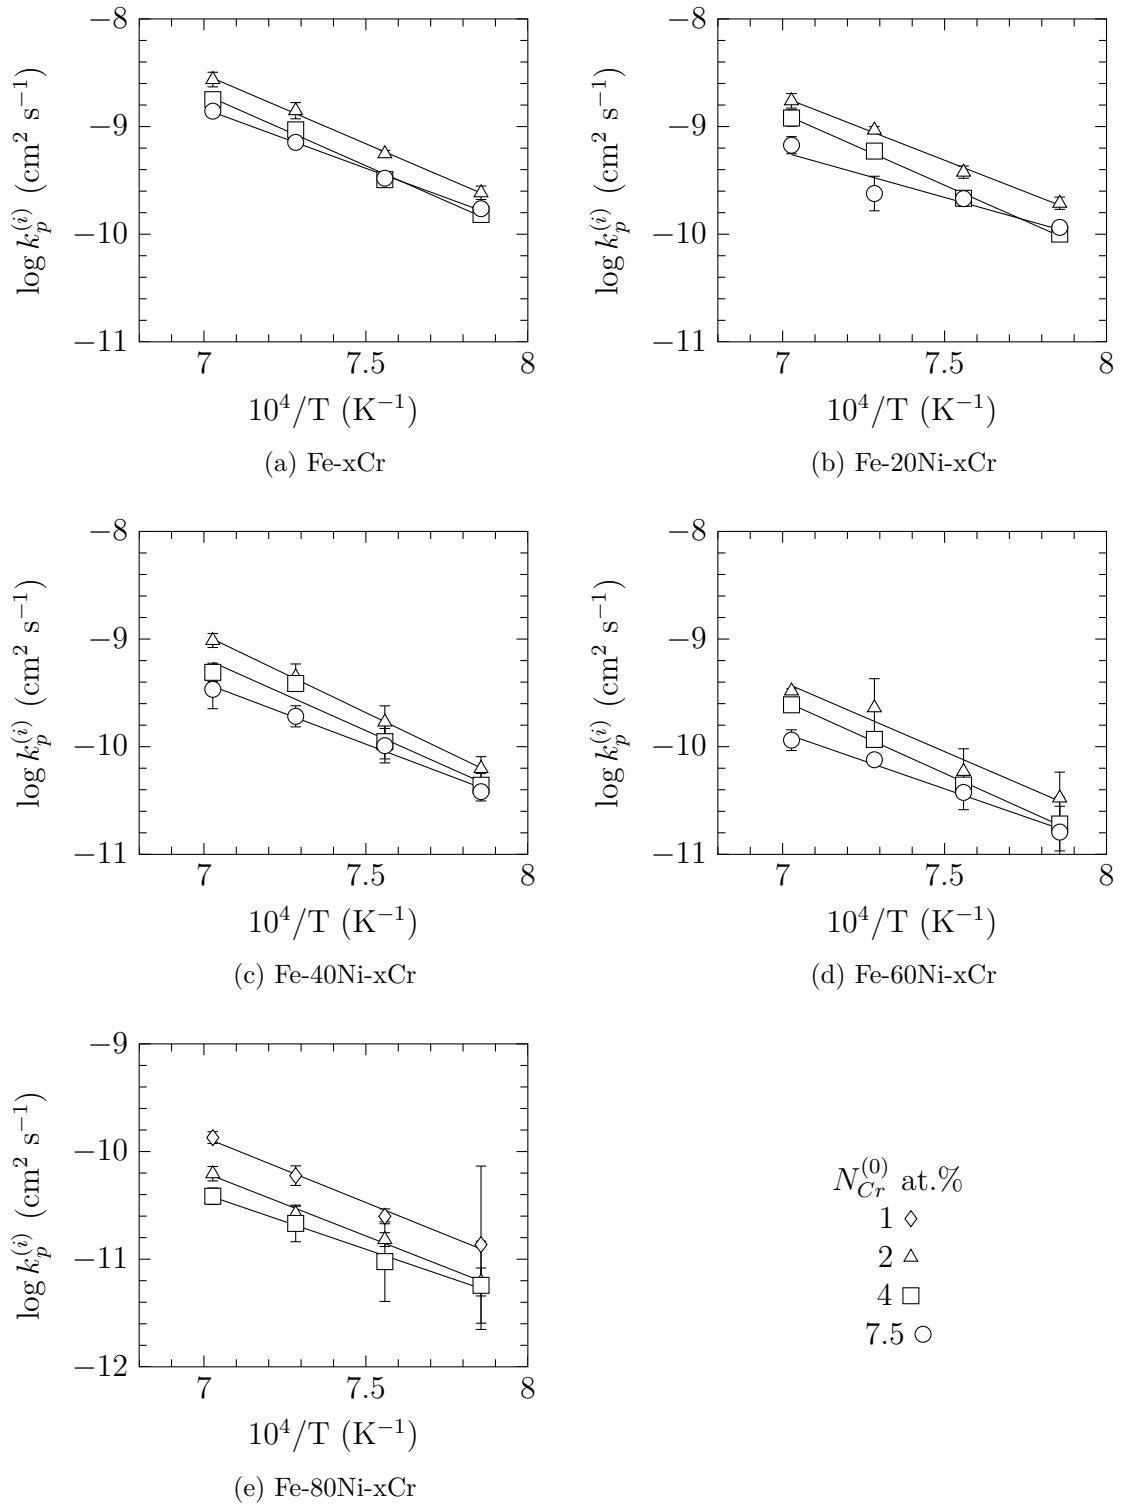 −8
−9
−10
−11
log k_p^(i) (cm² s⁻¹)
7
7.5
8
10⁴/T (K⁻¹)
(a) Fe-xCr
−8
−9
−10
−11
log k_p^(i) (cm² s⁻¹)
7
7.5
8
10⁴/T (K⁻¹)
(b) Fe-20Ni-xCr
−8
−9
−10
−11
log k_p^(i) (cm² s⁻¹)
7
7.5
8
10⁴/T (K⁻¹)
(c) Fe-40Ni-xCr
−8
−9
−10
−11
log k_p^(i) (cm² s⁻¹)
7
7.5
8
10⁴/T (K⁻¹)
(d) Fe-60Ni-xCr
−9
−10
−11
−12
log k_p^(i) (cm² s⁻¹)
7
7.5
8
10⁴/T (K⁻¹)
(e) Fe-80Ni-xCr
N_Cr^(0) at.%
1
2
4
7.5